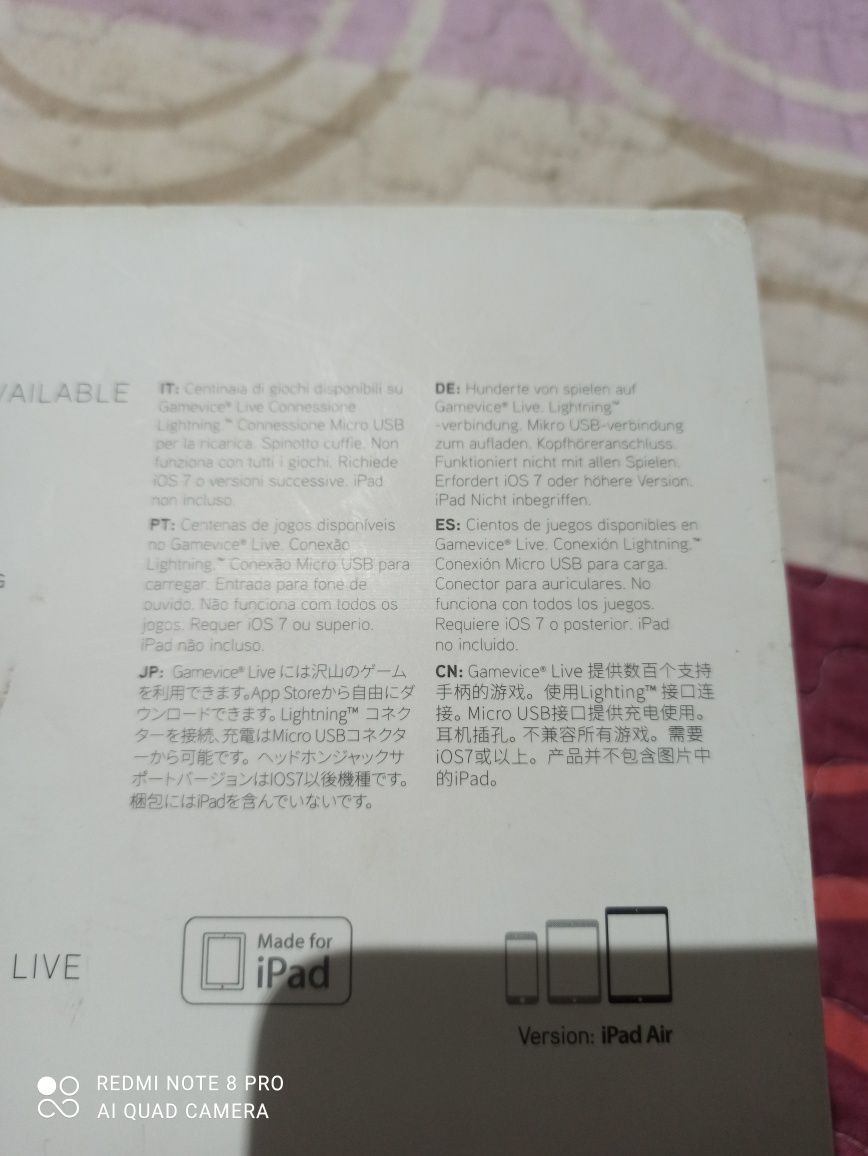 VAILABLE
IT: Centinaia di giochi disponibili su
Gamevice® Live Connessione
Lightning.™ Connessione Micro USB
per la ricarica. Spinotto cuffie. Non
funziona con tutti i giochi. Richiede
iOS 7 o versioni successive. iPad
non incluso.
PT: Centenas de jogos disponíveis
no Gamevice® Live. Conexão
Lightning.™ Conexão Micro USB para
carregar. Entrada para fone de
ouvido. Não funciona com todos os
jogos. Requer iOS 7 ou superio.
iPad não incluso.
JP: Gamevice® Live には沢山のゲーム
を利用できます。App Storeから自由にダ
ウンロードできます。Lightning™ コネク
ターを接続、充電はMicro USBコネクタ
ーから可能です。ヘッドホンジャックサ
ポートバージョンはIOS7以後機種です。
梱包にはiPadを含んでいないです。
DE: Hunderte von spielen auf
Gamevice® Live. Lightning™
-verbindung. Mikro USB-verbindung
zum aufladen. Kopfhöreranschluss.
Funktioniert nicht mit allen Spielen.
Erfordert iOS 7 oder höhere Version.
iPad Nicht inbegriffen.
ES: Cientos de juegos disponibles en
Gamevice® Live. Conexión Lightning.™
Conexión Micro USB para carga.
Conector para auriculares. No
funciona con todos los juegos.
Requiere iOS 7 o posterior. iPad
no incluido.
CN: Gamevice® Live 提供数百个支持
手柄的游戏。使用Lighting™ 接口连
接。Micro USB接口提供充电使用。
耳机插孔。不兼容所有游戏。需要
iOS7或以上。产品并不包含图片中
的iPad。
G
LIVE
Made for
iPad
Version: iPad Air
REDMI NOTE 8 PRO
AI QUAD CAMERA